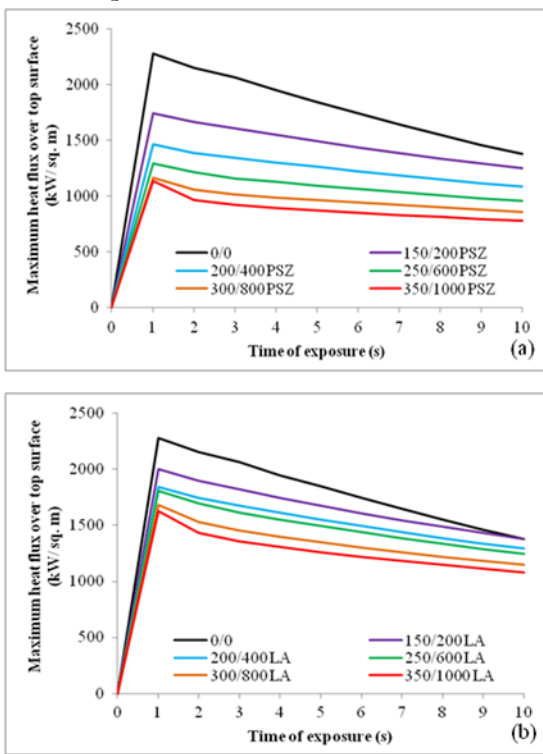 Maximum heat flux over top surface
(kW/ sq. m)
2500
2000
1500
1000
500
0
0/0
150/200PSZ
200/400PSZ
250/600PSZ
300/800PSZ
350/1000PSZ
0 1 2 3 4 5 6 7 8 9 10
Time of exposure (s)
(a)
Maximum heat flux over top surface
(kW/ sq. m)
2500
2000
1500
1000
500
0
0/0
150/200LA
200/400LA
250/600LA
300/800LA
350/1000LA
0 1 2 3 4 5 6 7 8 9 10
Time of exposure (s)
(b)